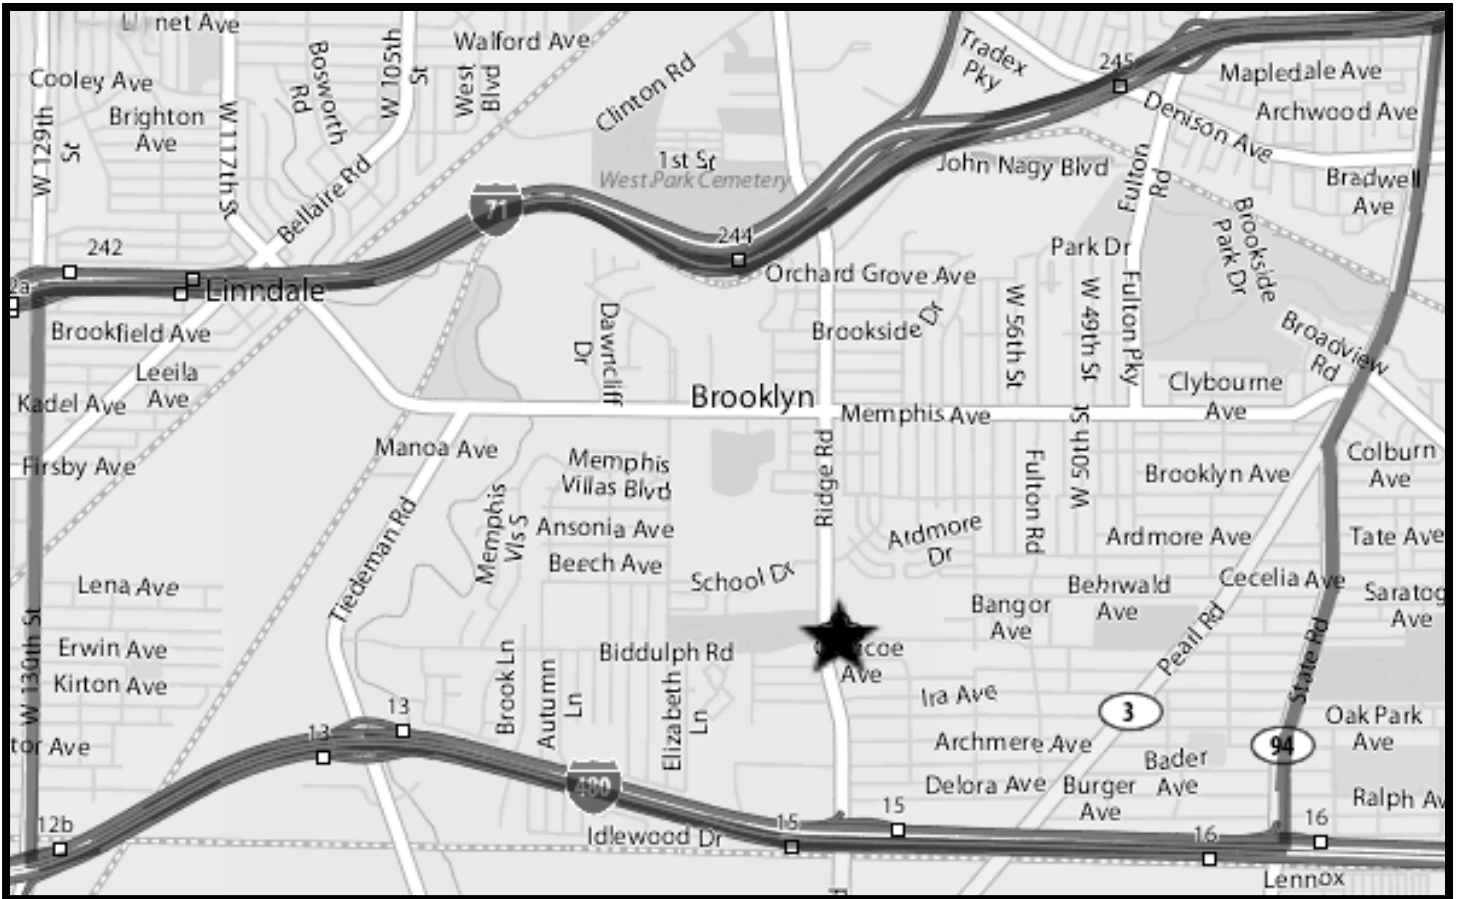 net Ave
Cooley Ave
Brighton
Ave
W 129th
St
W 117th St
Bosworth
Rd
W 105th
St
Bellaire Rd
Walford Ave
West
Blvd
Clinton Rd
1st St
West Park Cemetery
Tradex
Pky
245
Mapledale Ave
Archwood Ave
Denison Ave
John Nagy Blvd
Fulton
Rd
Bradwell
Ave
Brookside
Park Dr
Park Dr
71
242
2a
Linndale
244
Orchard Grove Ave
Brookfield Ave
Leeila
Ave
Kadel Ave
Firsby Ave
Dawncliff
Dr
Brookside Dr
W 56th St
W 49th St
Fulton Pky
Broadview
Rd
Clybourne
Ave
Brooklyn
Memphis Ave
Manoa Ave
Memphis
Villas Blvd
Memphis
Vls S
Ansonia Ave
Beech Ave
School Dr
Ridge Rd
Ardmore
Dr
Fulton Rd
W 50th St
Brooklyn Ave
Ardmore Ave
Colburn
Ave
Tate Ave
Cecelia Ave
Saratog
Ave
Behrwald
Ave
Bangor
Ave
Lena Ave
Tiedeman Rd
W 130th St
Erwin Ave
Kirton Ave
tor Ave
Biddulph Rd
Brook Ln
Autumn
Ln
Elizabeth
Ln
coe
Ave
Ira Ave
Pearl Rd
State Rd
3
94
Oak Park
Ave
Archmere Ave
Bader
Ave
Delora Ave
Burger
Ave
Ralph Av
13
13
480
12b
Idlewood Dr
15
15
16
16
Lennox
d